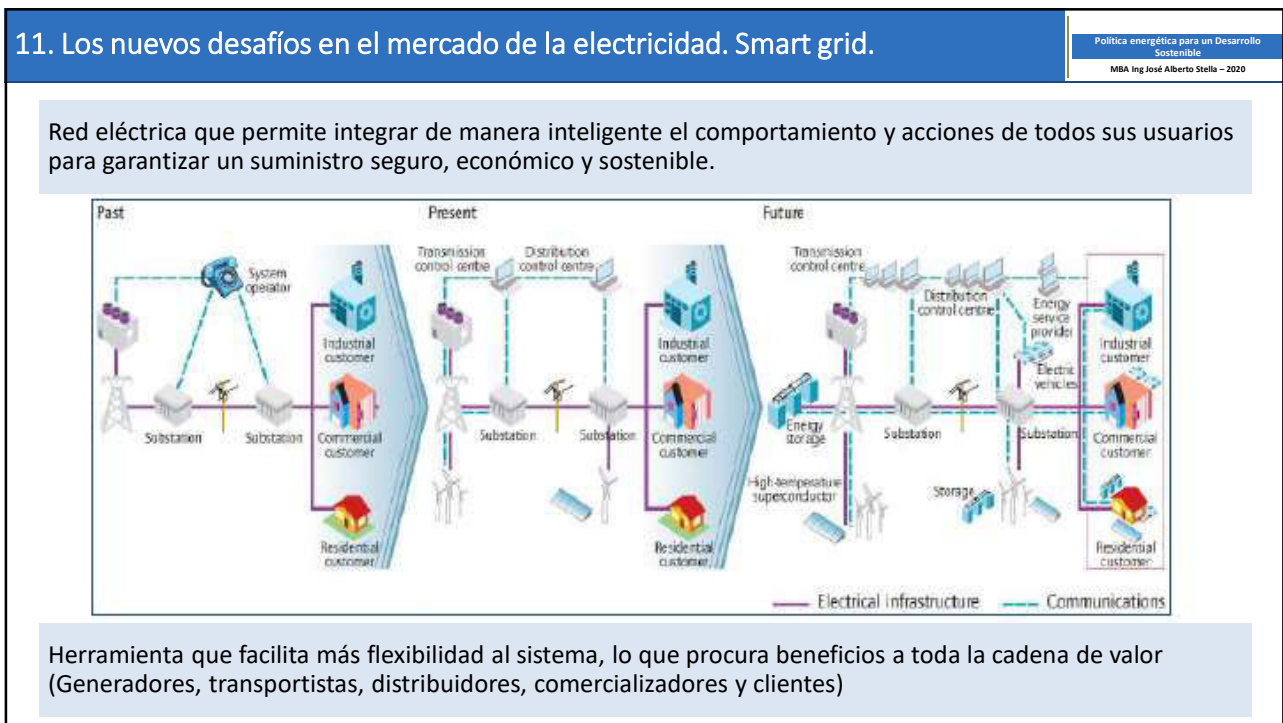 11. Los nuevos desafíos en el mercado de la electricidad. Smart grid.
Política energética para un Desarrollo
Sostenible
MBA Ing José Alberto Stella – 2020
Red eléctrica que permite integrar de manera inteligente el comportamiento y acciones de todos sus usuarios
para garantizar un suministro seguro, económico y sostenible.
Past
System
operator
Substation
Substation
Industrial
customer
Commercial
customer
Residential
customer
Present
Transmission
control centre
Distribution
control centre
Substation
Substation
Industrial
customer
Commercial
customer
Residential
customer
Future
Transmission
control centre
Distribution
control centre
Energy
service
provider
Electric
vehicles
Energy
storage
Substation
Substation
High-temperature
superconductor
Storage
Industrial
customer
Commercial
customer
Residential
customer
Electrical infrastructure
Communications
Herramienta que facilita más flexibilidad al sistema, lo que procura beneficios a toda la cadena de valor
(Generadores, transportistas, distribuidores, comercializadores y clientes)